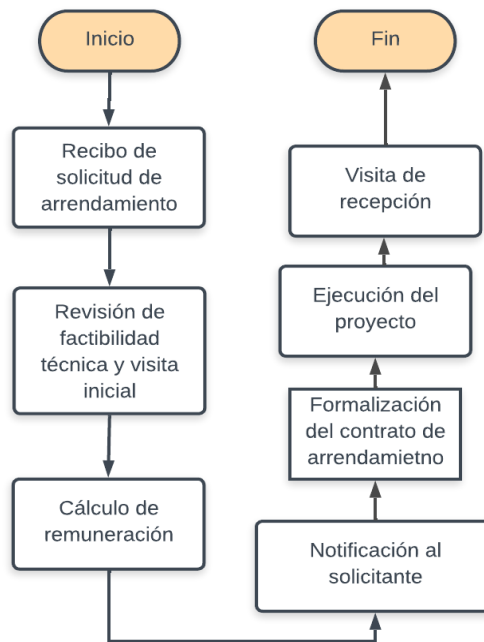 Inicio
Recibo de
solicitud de
arrendamiento
Revisión de
factibilidad
técnica y visita
inicial
Cálculo de
remuneración
Notificación al
solicitante
Formalización
del contrato de
arrendamietno
Ejecución del
proyecto
Visita de
recepción
Fin